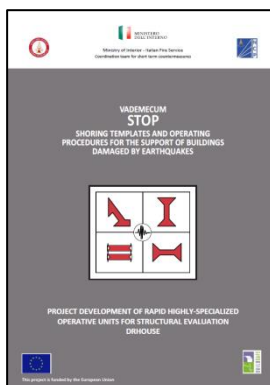 MINISTERO
DELL'INTERNO
Ministry of Interior - Italian Fire Service
Coordination team for short term countermeasures
VADEMECUM
STOP
SHORING TEMPLATES AND OPERATING
PROCEDURES FOR THE SUPPORT OF BUILDINGS
DAMAGED BY EARTHQUAKES
PROJECT DEVELOPMENT OF RAPID HIGHLY-SPECIALIZED
OPERATIVE UNITS FOR STRUCTURAL EVALUATION
DRHOUSE
This project is funded by the European Union